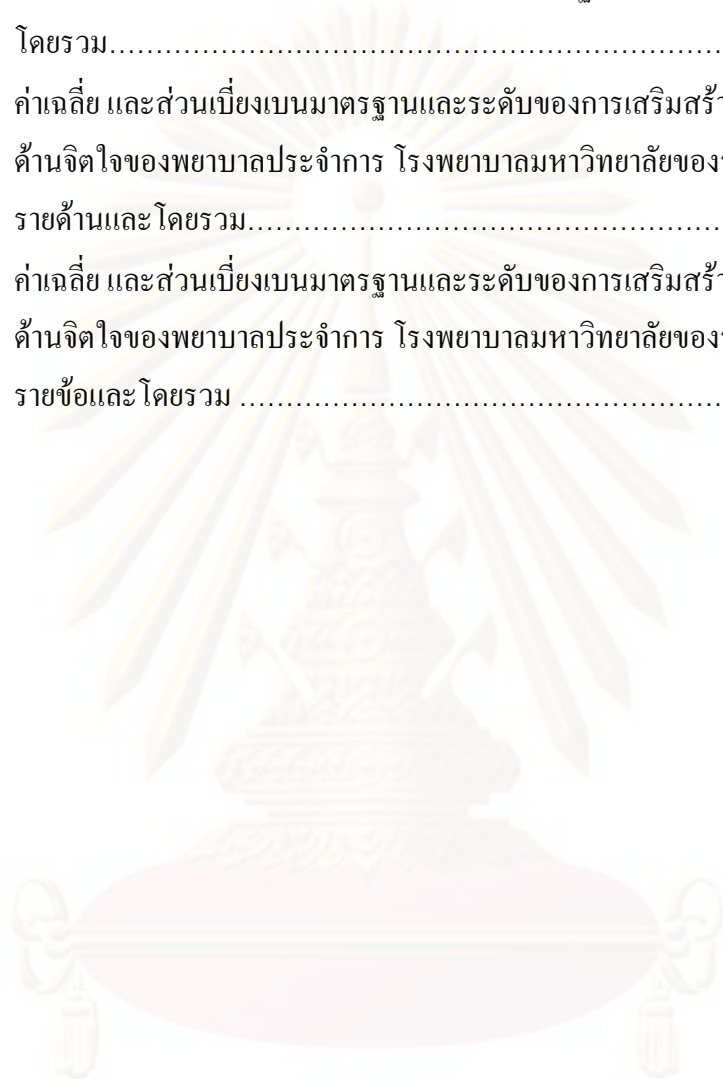 โดยรวม……………………………………………………………
ค่าเฉลี่ย และส่วนเบี่ยงเบนมาตรฐานและระดับของการเสริมสร้า
ด้านจิตใจของพยาบาลประจำการ โรงพยาบาลมหาวิทยาลัยของ
รายด้านและโดยรวม……………………………………………
ค่าเฉลี่ย และส่วนเบี่ยงเบนมาตรฐานและระดับของการเสริมสร้า
ด้านจิตใจของพยาบาลประจำการ โรงพยาบาลมหาวิทยาลัยของ
รายข้อและโดยรวม ……………………………………………